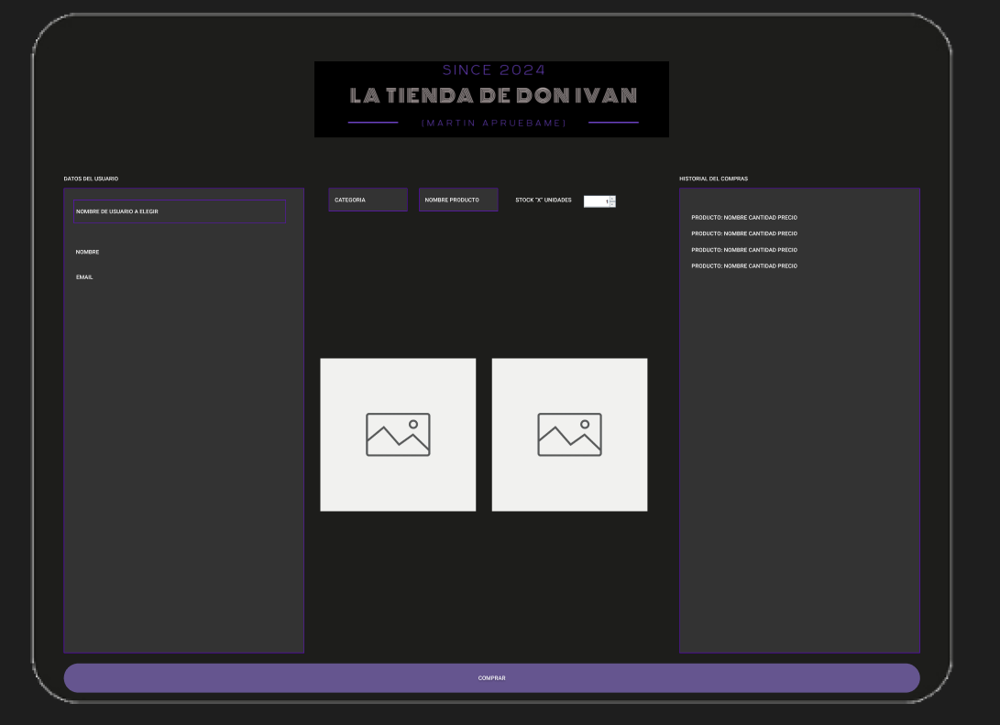 SINCE 2024
LA TIENDA DE DON IVAN
[MARTIN APRUEBAME]
DATOS DEL USUARIO
NOMBRE DE USUARIO A ELEGIR
NOMBRE
EMAIL
CATEGORIA
NOMBRE PRODUCTO
STOCK "X" UNIDADES
1
HISTORIAL DEL COMPRAS
PRODUCTO: NOMBRE CANTIDAD PRECIO
PRODUCTO: NOMBRE CANTIDAD PRECIO
PRODUCTO: NOMBRE CANTIDAD PRECIO
PRODUCTO: NOMBRE CANTIDAD PRECIO
COMPRAR